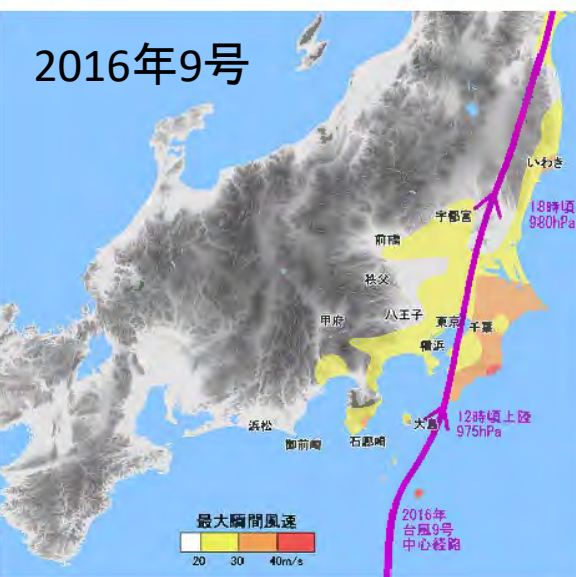 2016年9号
いわき
18時頃
980hPa
宇都宮
前橋
秩父
八王子
東京
千葉
甲府
横浜
大島
12時頃上陸
975hPa
浜松
御前崎
石廊崎
2016年
台風9号
中心経路
最大瞬間風速
20 30 40m/s